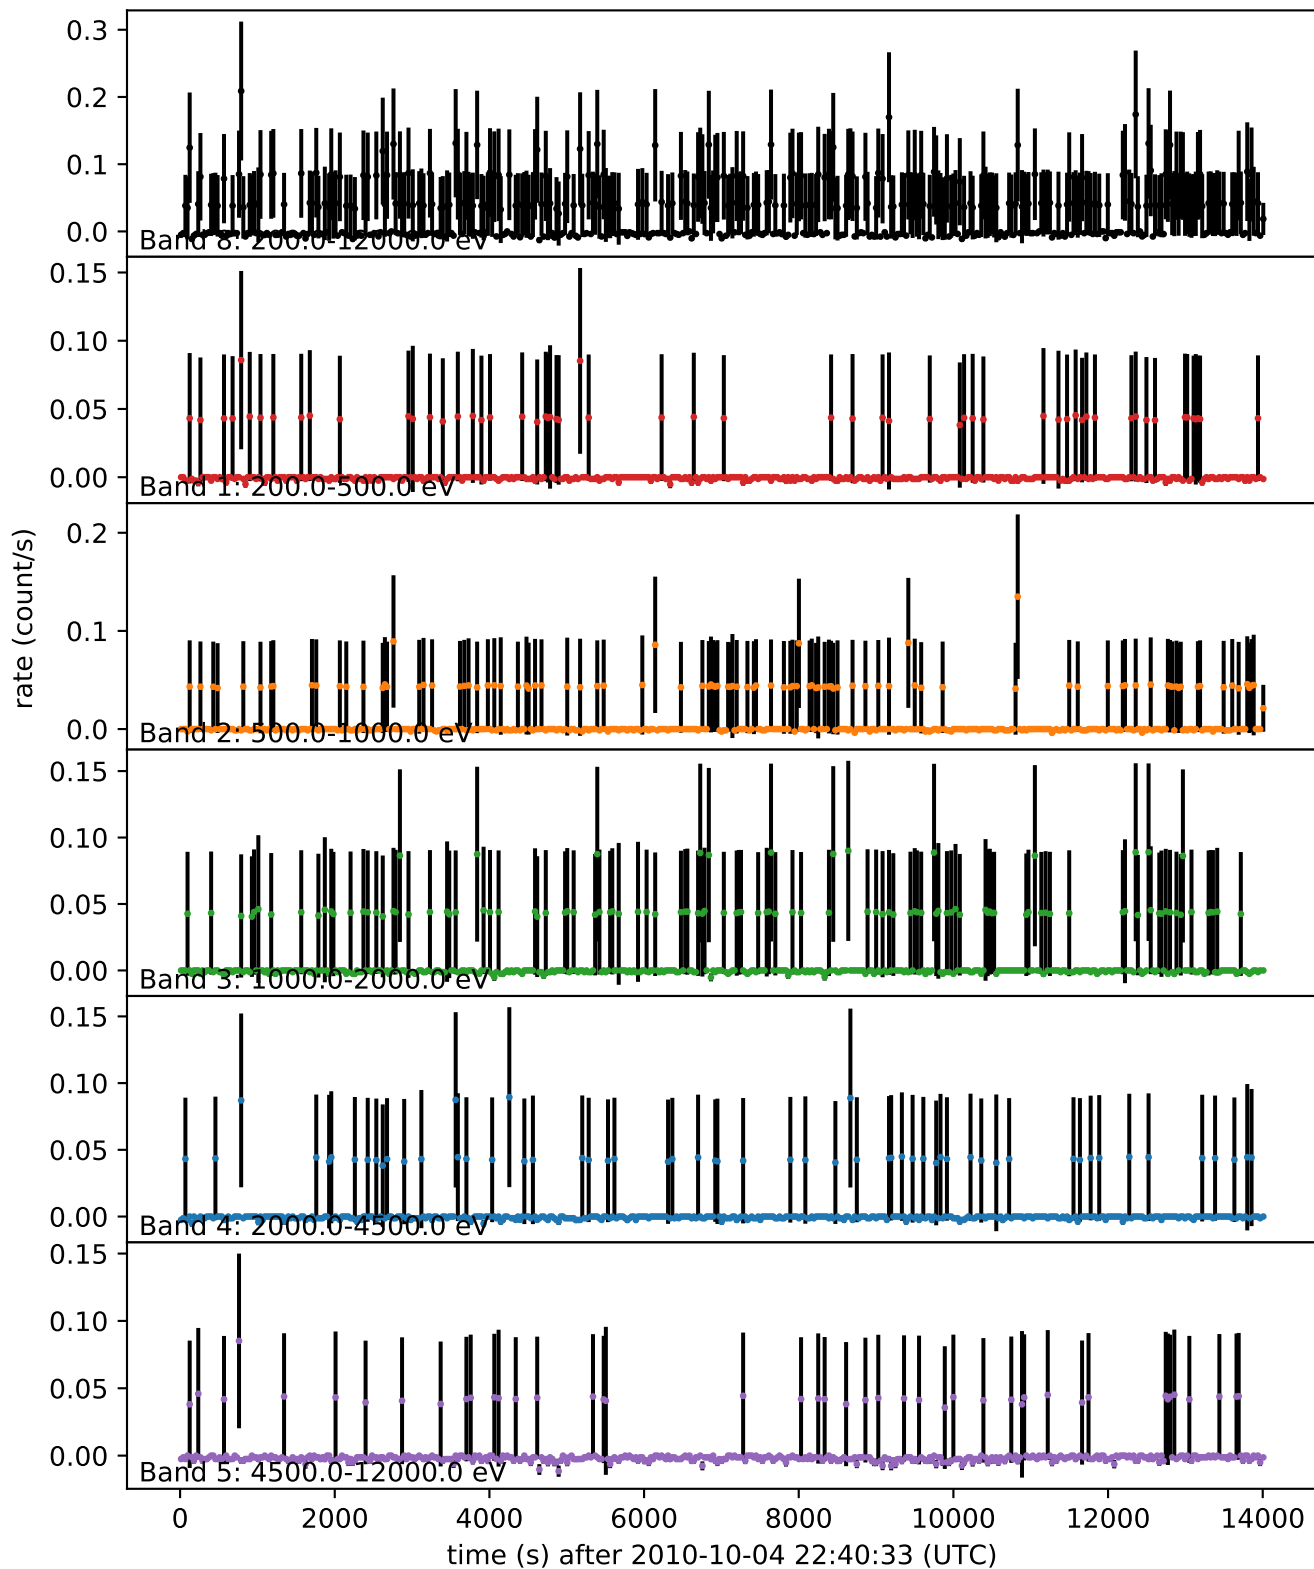 0.3
0.2
0.1
0.0
Band 8: 200.0-12000.0 eV
0.15
0.10
0.05
0.00
Band 1: 200.0-500.0 eV
rate (count/s)
0.2
0.1
0.0
Band 2: 500.0-1000.0 eV
0.15
0.10
0.05
0.00
Band 3: 1000.0-2000.0 eV
0.15
0.10
0.05
0.00
Band 4: 2000.0-4500.0 eV
0.15
0.10
0.05
0.00
Band 5: 4500.0-12000.0 eV
0 2000 4000 6000 8000 10000 12000 14000
time (s) after 2010-10-04 22:40:33 (UTC)